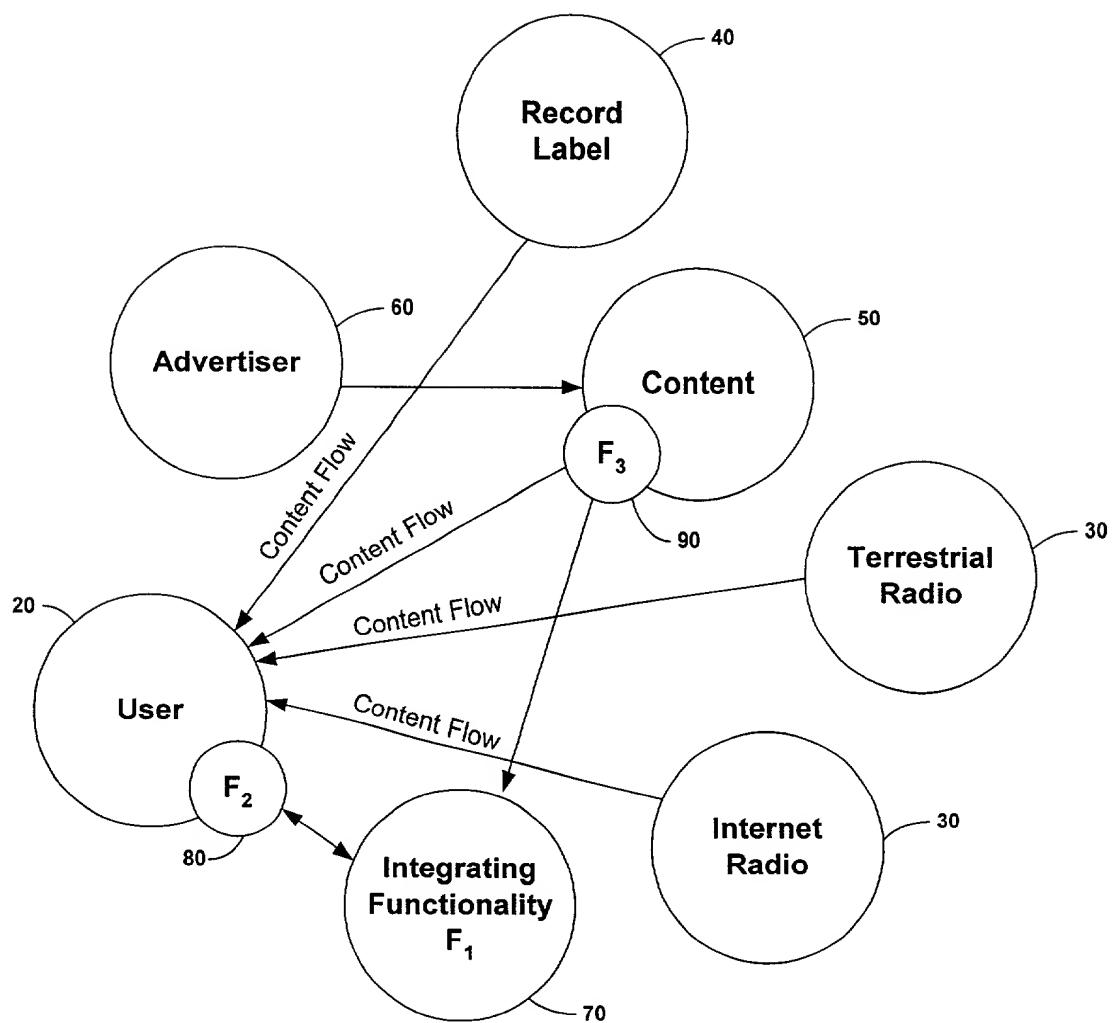 40
Record
Label
60
50
Advertiser
Content
F3
Content Flow
Content Flow
90
30
Terrestrial
Radio
20
Content Flow
User
Content Flow
F2
30
Internet
Radio
80
Integrating
Functionality
F1
70